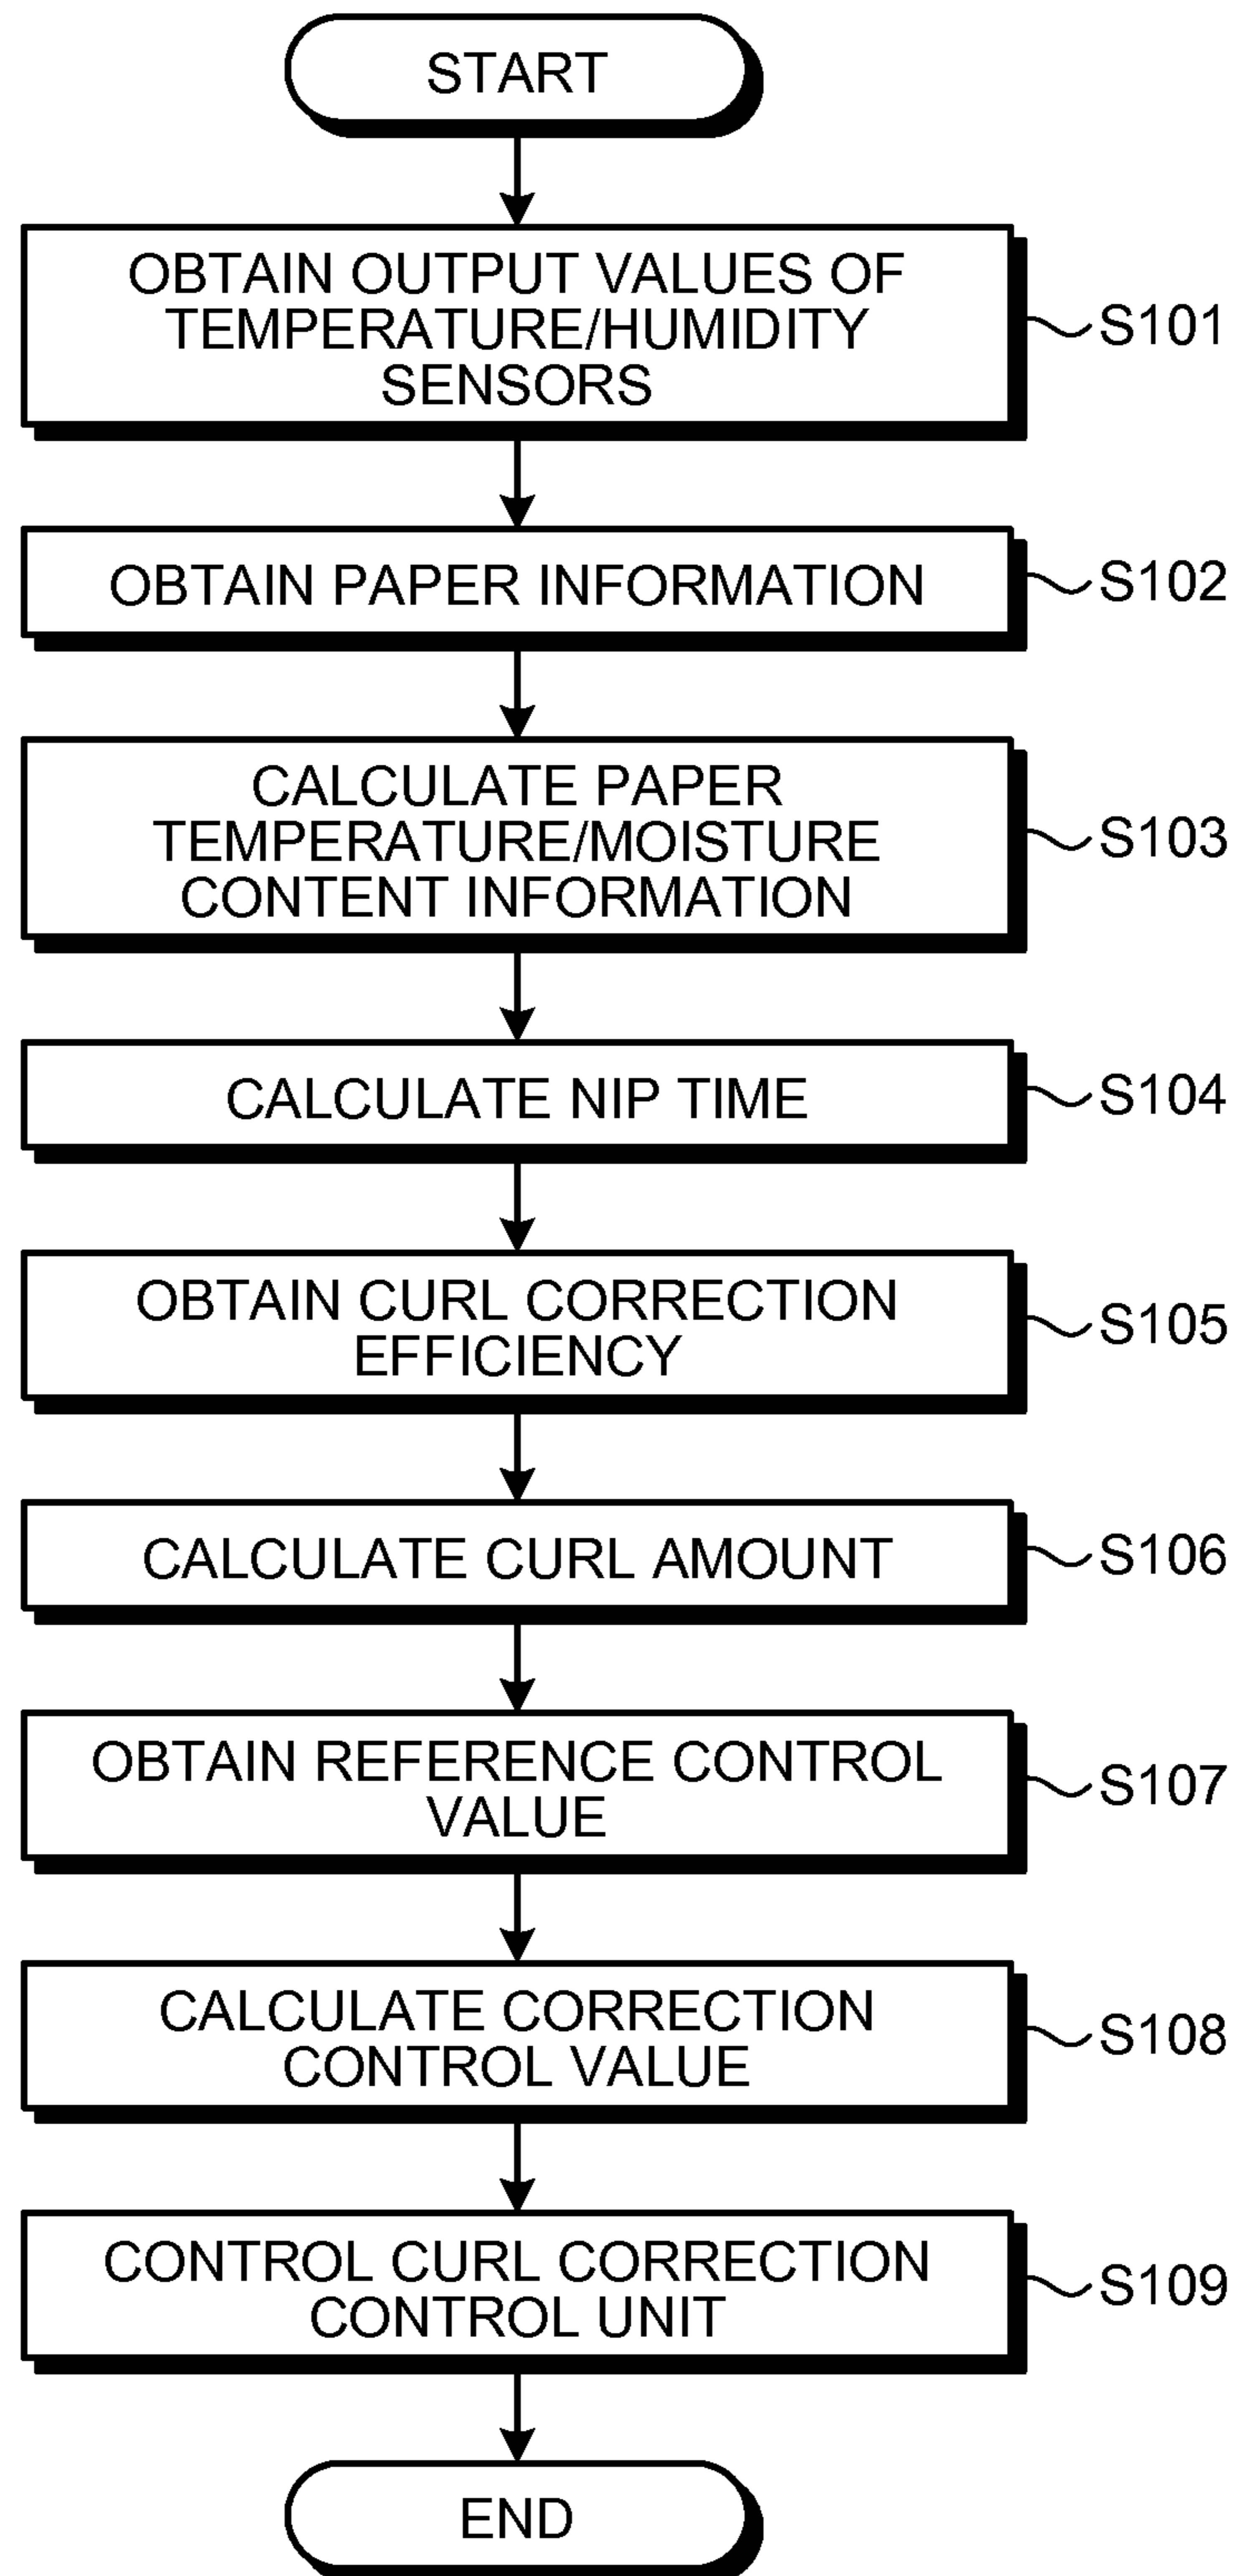 START
OBTAIN OUTPUT VALUES OF
TEMPERATURE/HUMIDITY
SENSORS
S101
OBTAIN PAPER INFORMATION
S102
CALCULATE PAPER
TEMPERATURE/MOISTURE
CONTENT INFORMATION
S103
CALCULATE NIP TIME
S104
OBTAIN CURL CORRECTION
EFFICIENCY
S105
CALCULATE CURL AMOUNT
S106
OBTAIN REFERENCE CONTROL
VALUE
S107
CALCULATE CORRECTION
CONTROL VALUE
S108
CONTROL CURL CORRECTION
CONTROL UNIT
S109
END